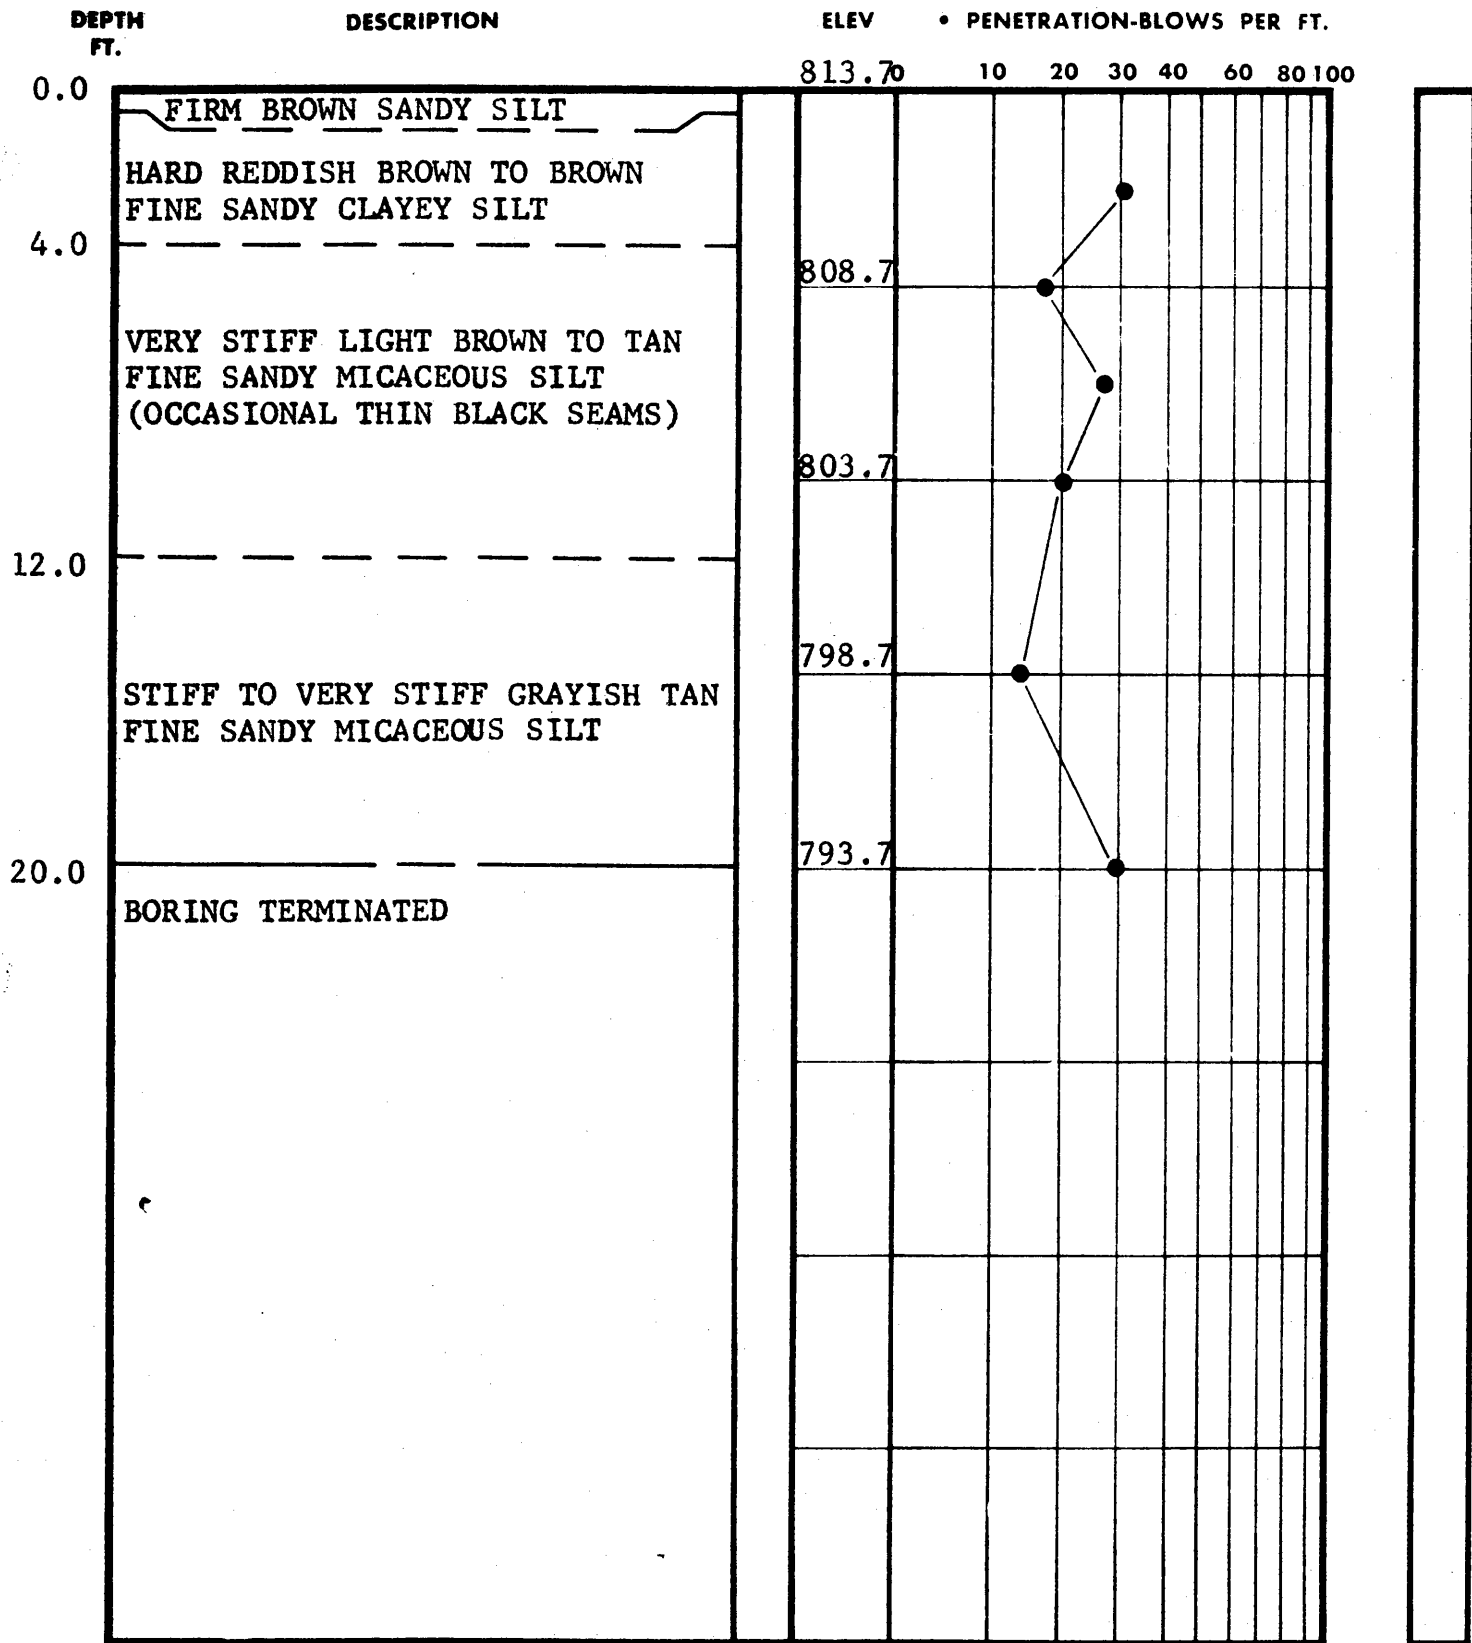 DEPTH FT. DESCRIPTION ELEV • PENETRATION-BLOWS PER FT.
0.0 813.7 0 10 20 30 40 60 80 100
FIRM BROWN SANDY SILT
HARD REDDISH BROWN TO BROWN
FINE SANDY CLAYEY SILT
4.0
808.7
VERY STIFF LIGHT BROWN TO TAN
FINE SANDY MICACEOUS SILT
(OCCASIONAL THIN BLACK SEAMS)
803.7
12.0
798.7
STIFF TO VERY STIFF GRAYISH TAN
FINE SANDY MICACEOUS SILT
793.7
20.0
BORING TERMINATED